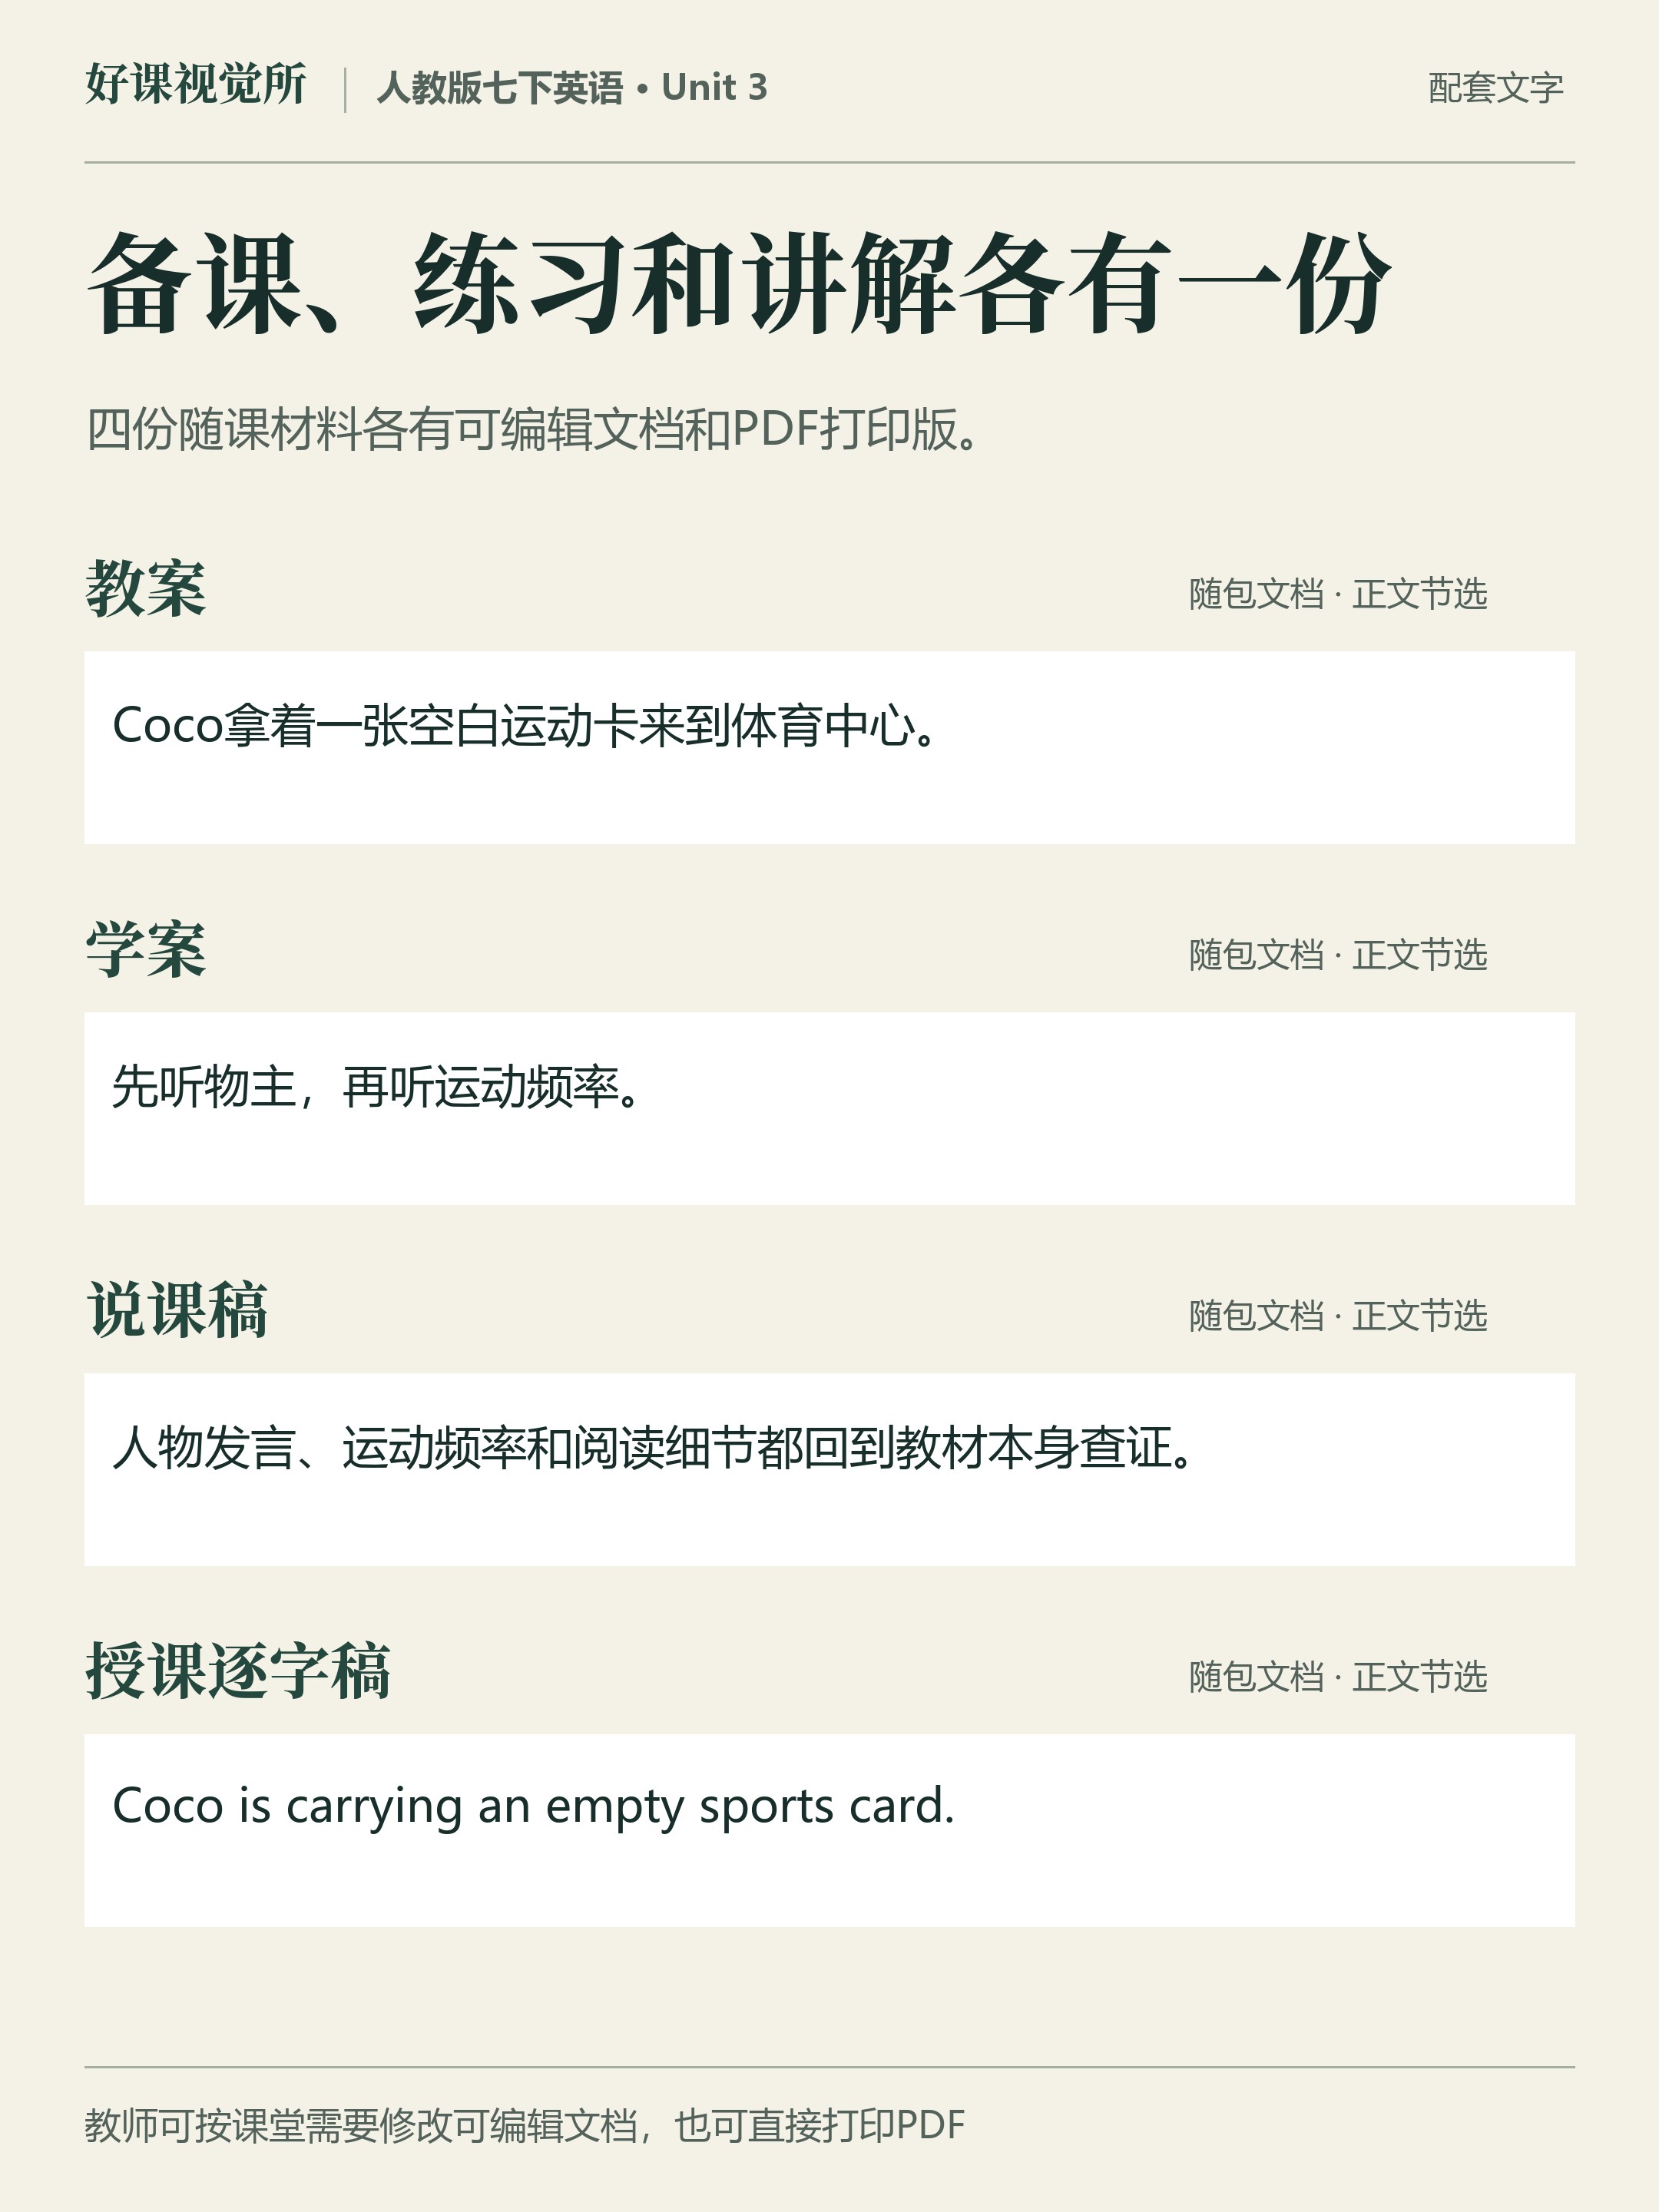 好课视觉所
人教版七下英语 • Unit 3
配套文字
备课、练习和讲解各有一份
四份随课材料各有可编辑文档和PDF打印版。
教案
随包文档 · 正文节选
Coco拿着一张空白运动卡来到体育中心。
学案
随包文档 · 正文节选
先听物主，再听运动频率。
说课稿
随包文档 · 正文节选
人物发言、运动频率和阅读细节都回到教材本身查证。
授课逐字稿
随包文档 · 正文节选
Coco is carrying an empty sports card.
教师可按课堂需要修改可编辑文档，也可直接打印PDF